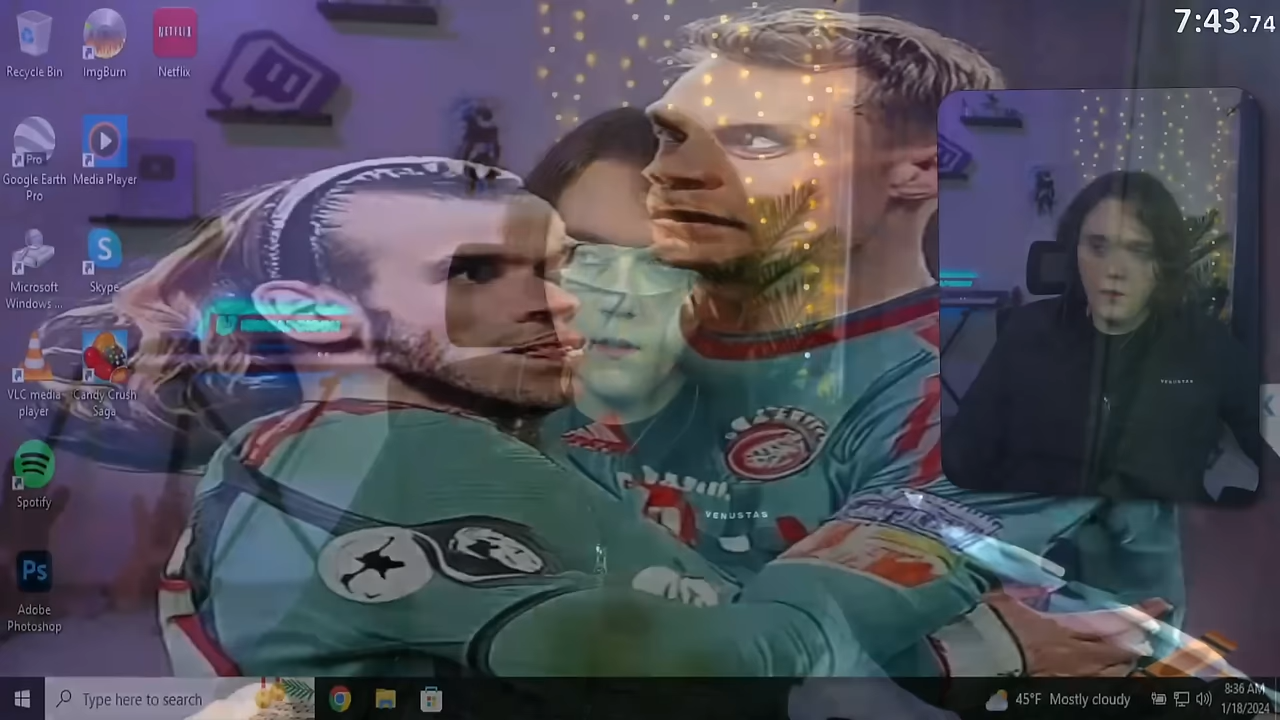 7:43.74
NETFLIX
Recycle Bin
ImgBurn
Netflix
Pro
Google Earth
Pro
Media Player
Microsoft
Windows ...
S
Skype
VLC media
player
Candy Crush
Saga
Spotify
Ps
Adobe
Photoshop
VENUSTAS
VENUSTAS
Type here to search
45°F Mostly cloudy
8:36 AM
1/18/2024